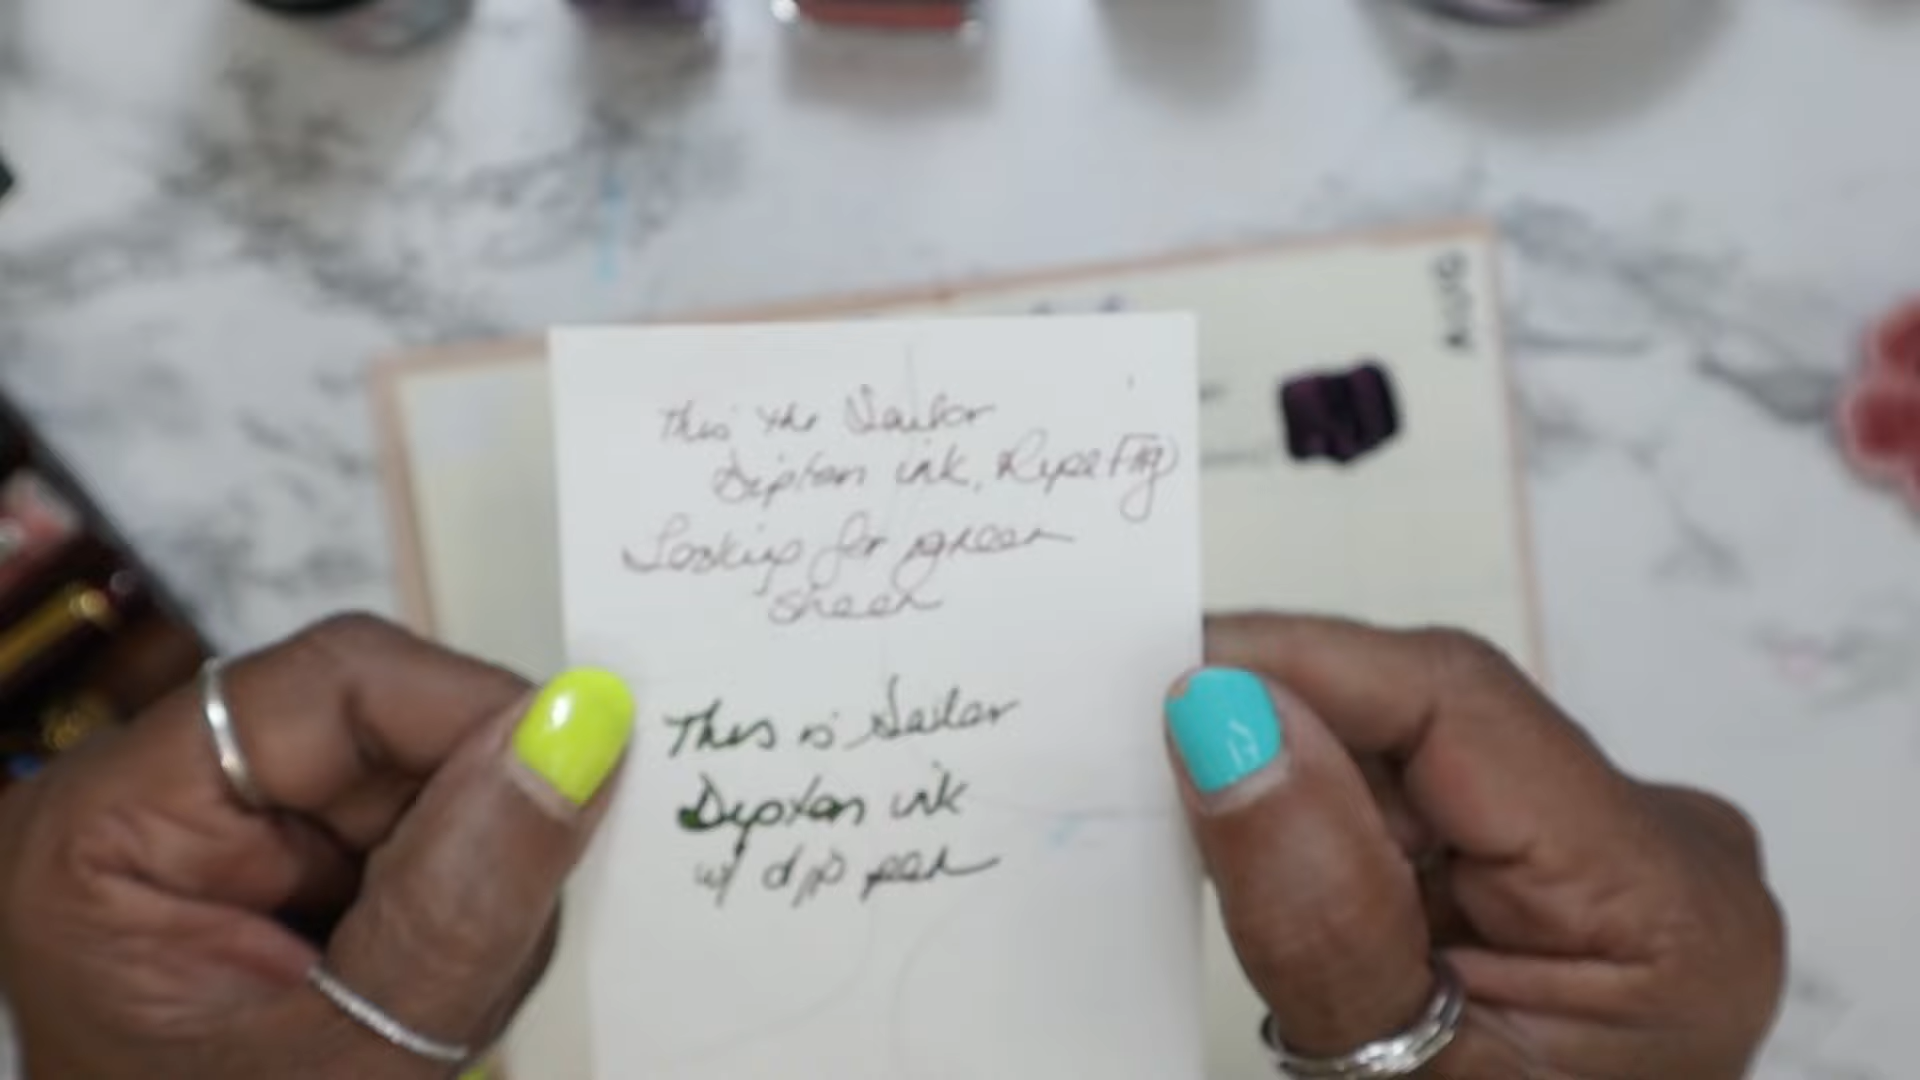 This the Sailor
Dipton ink, Ripe Fig
Looking for green
sheen
This is Sailor
Dipton ink
w/ dip pen